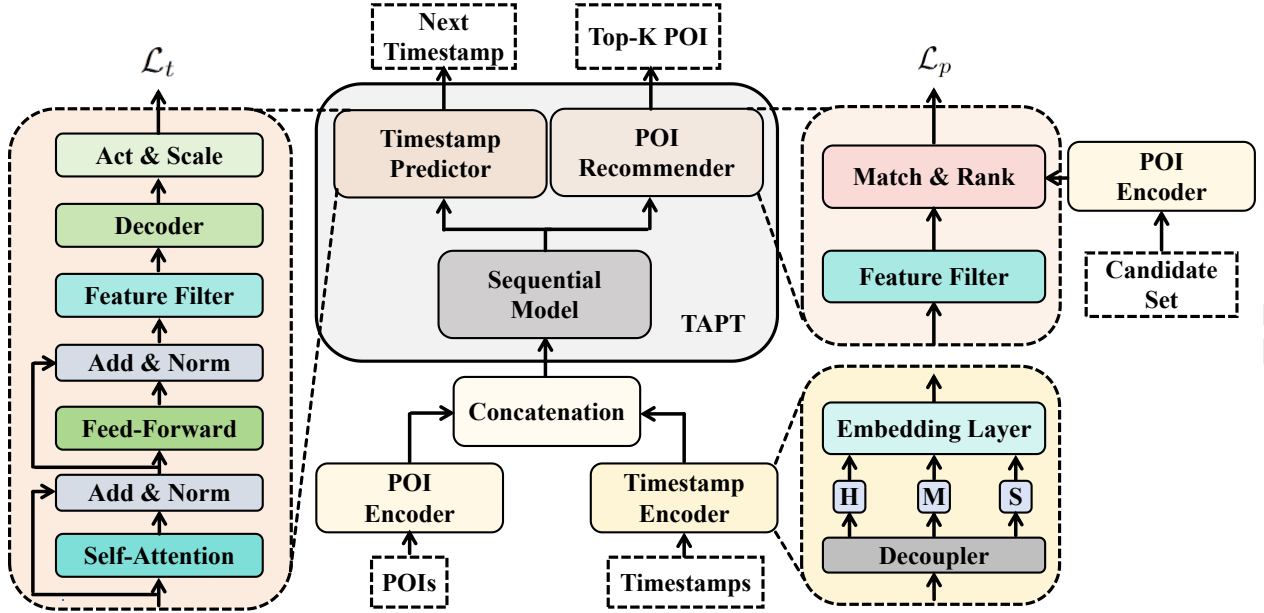 Next
Timestamp
Top-K POI
ℒt
ℒp
Timestamp
Predictor
POI
Recommender
Sequential
Model
TAPT
Concatenation
POI
Encoder
Timestamp
Encoder
POIs
Timestamps
Act & Scale
Decoder
Feature Filter
Add & Norm
Feed-Forward
Add & Norm
Self-Attention
Match & Rank
Feature Filter
POI
Encoder
Candidate
Set
Embedding Layer
H M S
Decoupler